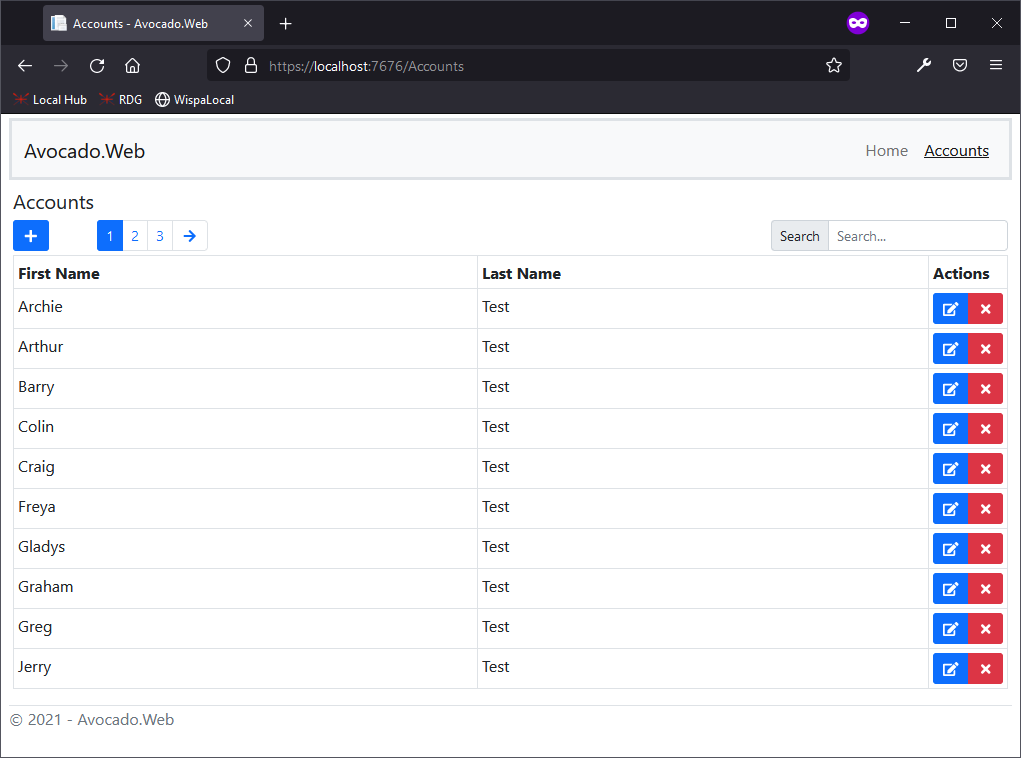 Accounts - Avocado.Web
https://localhost:7676/Accounts
Local Hub RDG WispaLocal
Avocado.Web Home Accounts
Accounts
1 2 3 Search Search...
First Name Last Name Actions
Archie Test
Arthur Test
Barry Test
Colin Test
Craig Test
Freya Test
Gladys Test
Graham Test
Greg Test
Jerry Test
© 2021 - Avocado.Web